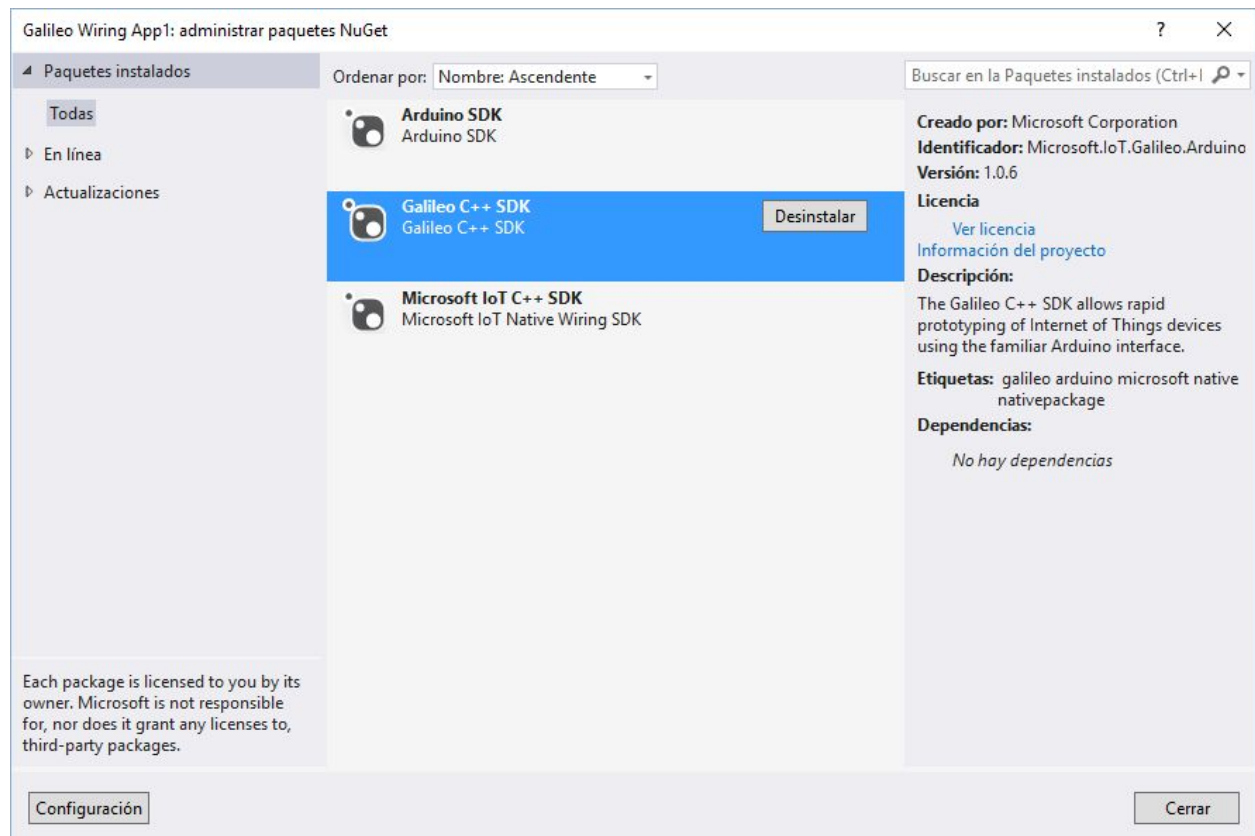 Galileo Wiring App1: administrar paquetes NuGet
Paquetes instalados
Todas
En línea
Actualizaciones
Each package is licensed to you by its
owner. Microsoft is not responsible
for, nor does it grant any licenses to,
third-party packages.
Configuración
Ordenar por: Nombre: Ascendente
Arduino SDK
Arduino SDK
Galileo C++ SDK
Galileo C++ SDK
Desinstalar
Microsoft IoT C++ SDK
Microsoft IoT Native Wiring SDK
Buscar en la Paquetes instalados (Ctrl+
Creado por: Microsoft Corporation
Identificador: Microsoft.IoT.Galileo.Arduino
Versión: 1.0.6
Licencia
Ver licencia
Información del proyecto
Descripción:
The Galileo C++ SDK allows rapid
prototyping of Internet of Things devices
using the familiar Arduino interface.
Etiquetas: galileo arduino microsoft native
nativepackage
Dependencias:
No hay dependencias
Cerrar